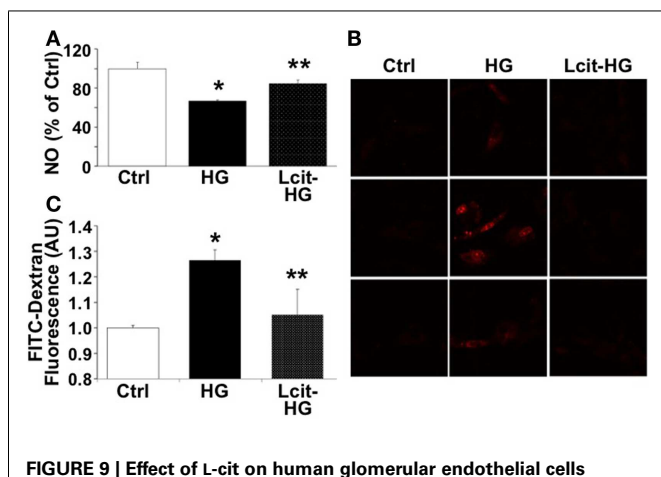 A
NO (% of Ctrl)
120
80
40
0
*
**
Ctrl
HG
Lcit-
HG
B
Ctrl
HG
Lcit-HG
C
FITC-Dextran
Fluorescence (AU)
1.4
1.3
1.2
1.1
1.0
0.9
0.8
*
**
Ctrl
HG
Lcit-
HG
FIGURE 9 | Effect of L-cit on human glomerular endothelial cells